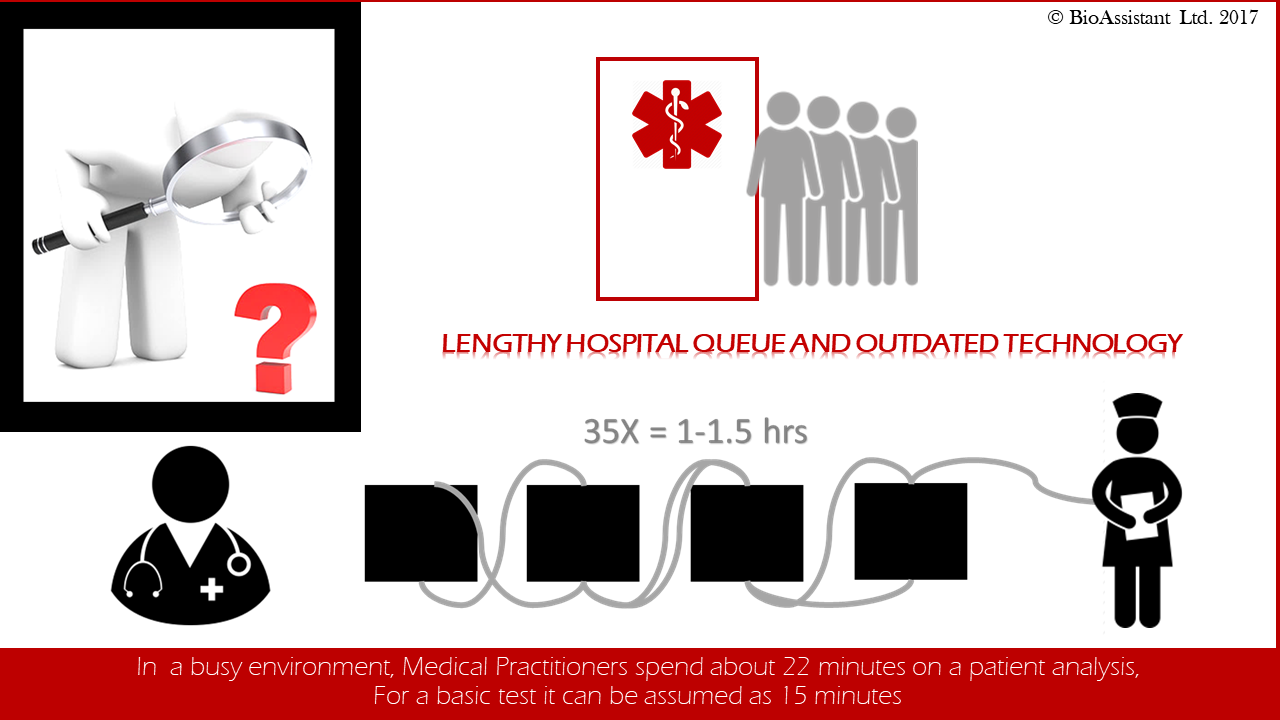 © BioAssistant Ltd. 2017
LENGTHY HOSPITAL QUEUE AND OUTDATED TECHNOLOGY
35X = 1-1.5 hrs
In a busy environment, Medical Practitioners spend about 22 minutes on a patient analysis,
For a basic test it can be assumed as 15 minutes